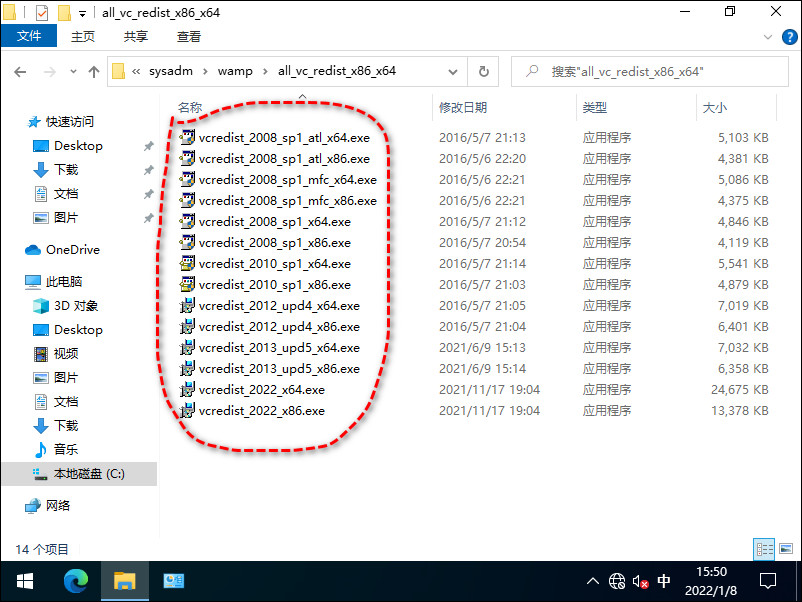 all_vc_redist_x86_x64
文件 主页 共享 查看
« sysadm › wamp › all_vc_redist_x86_x64 搜索"all_vc_redist_x86_x64"
名称 修改日期 类型 大小
快速访问
Desktop
下载
文档
图片
OneDrive
此电脑
3D 对象
Desktop
视频
图片
文档
下载
音乐
本地磁盘 (C:)
网络
vcredist_2008_sp1_atl_x64.exe 2016/5/7 21:13 应用程序 5,103 KB
vcredist_2008_sp1_atl_x86.exe 2016/5/6 22:20 应用程序 4,381 KB
vcredist_2008_sp1_mfc_x64.exe 2016/5/6 22:21 应用程序 5,086 KB
vcredist_2008_sp1_mfc_x86.exe 2016/5/6 22:21 应用程序 4,375 KB
vcredist_2008_sp1_x64.exe 2016/5/7 21:12 应用程序 4,846 KB
vcredist_2008_sp1_x86.exe 2016/5/7 20:54 应用程序 4,119 KB
vcredist_2010_sp1_x64.exe 2016/5/7 21:14 应用程序 5,541 KB
vcredist_2010_sp1_x86.exe 2016/5/7 21:03 应用程序 4,879 KB
vcredist_2012_upd4_x64.exe 2016/5/7 21:05 应用程序 7,019 KB
vcredist_2012_upd4_x86.exe 2016/5/7 21:04 应用程序 6,401 KB
vcredist_2013_upd5_x64.exe 2021/6/9 15:13 应用程序 7,032 KB
vcredist_2013_upd5_x86.exe 2021/6/9 15:14 应用程序 6,358 KB
vcredist_2022_x64.exe 2021/11/17 19:04 应用程序 24,675 KB
vcredist_2022_x86.exe 2021/11/17 19:04 应用程序 13,378 KB
14 个项目
中
15:50
2022/1/8